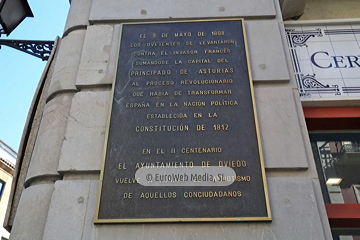 EL 9 DE MAYO DE 1808
LOS OVETENSES SE LEVANTARON
CONTRA EL INVASOR FRANCÉS
SUMÁNDOSE LA CAPITAL DEL
PRINCIPADO DE ASTURIAS
AL PROCESO REVOLUCIONARIO
QUE HABÍA DE TRANSFORMAR
ESPAÑA EN LA NACIÓN POLÍTICA
ESTABLECIDA EN LA
CONSTITUCIÓN DE 1812
EN EL II CENTENARIO
EL AYUNTAMIENTO DE OVIEDO
VUELVE
DE AQUELLOS CONCIUDADANOS
© EuroWeb Media, SL
CER